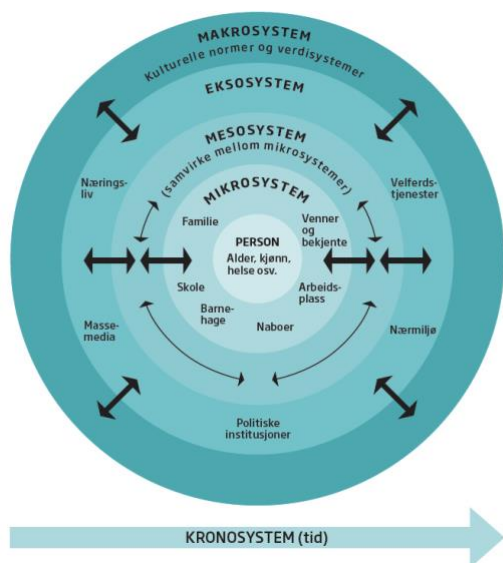 MAKROSYSTEM
Kulturelle normer og verdisystemer
EKSOSYSTEM
MESOSYSTEM
(samvirke mellom mikrosystemer)
MIKROSYSTEM
Nærings-
liv
Velferds-
tjenester
Familie
Venner
og
bekjente
PERSON
Alder, kjønn,
helse osv.
Skole
Arbeids-
plass
Barne-
hage
Naboer
Masse-
media
Nærmiljø
Politiske
institusjoner
KRONOSYSTEM (tid)